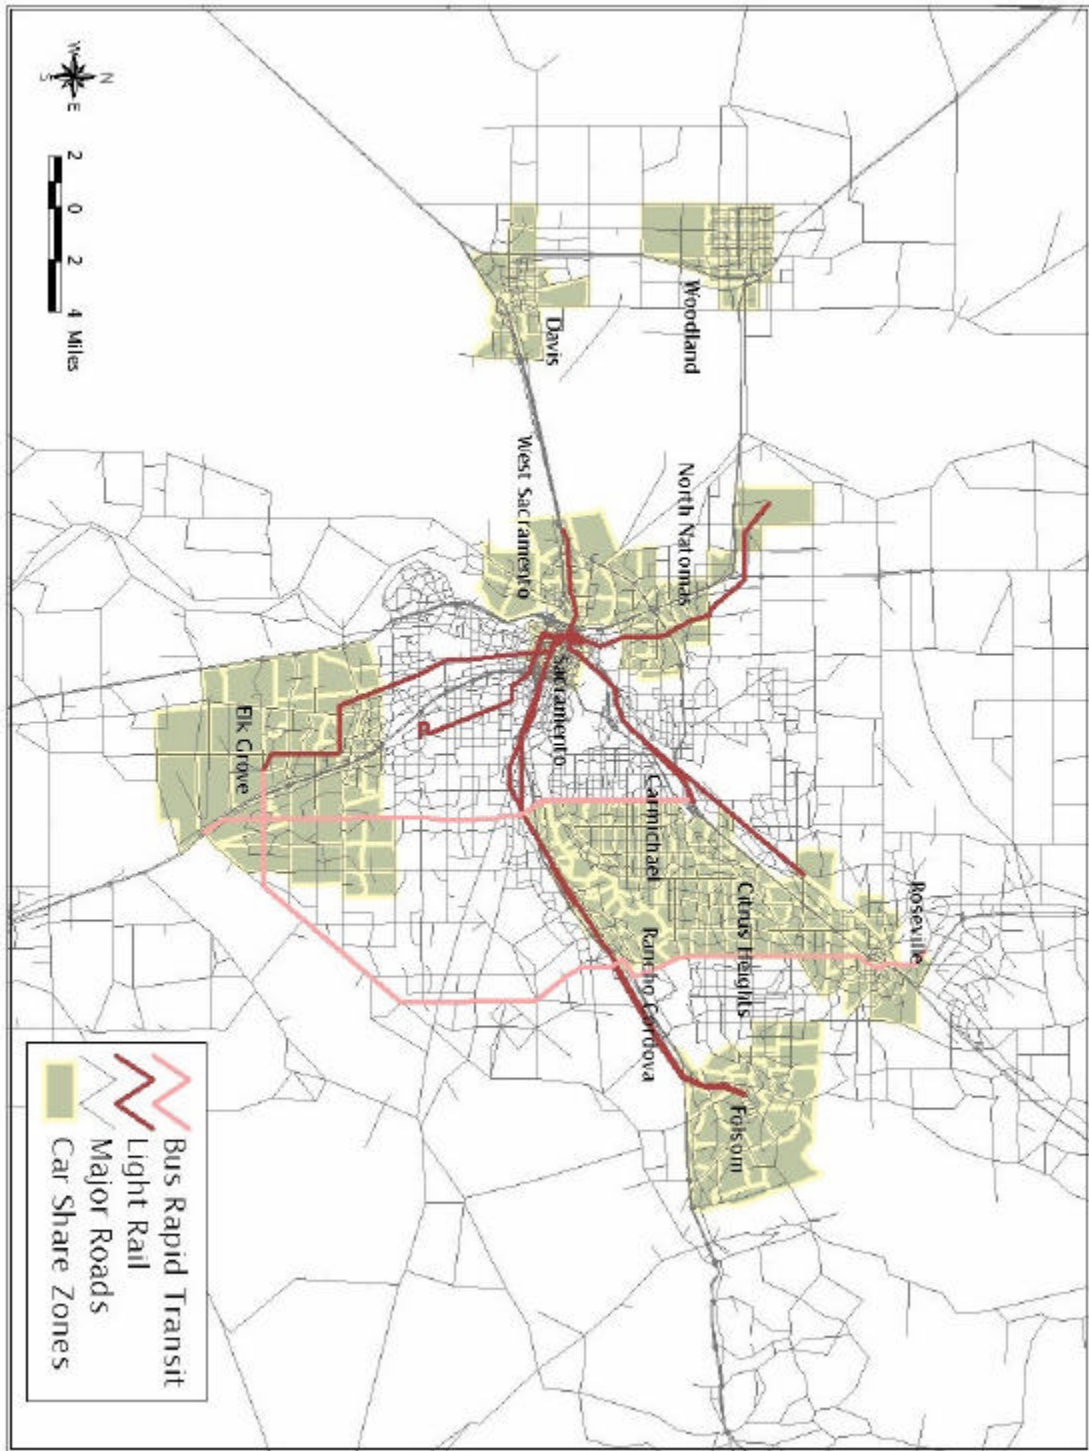 Woodland
Davis
North Natomas
West Sacramento
Sacramento
Roseville
Citrus Heights
Carmichael
Rancho Cordova
Folsom
Elk Grove
N
W
E
S
2 0 2 4 Miles
Bus Rapid Transit
Light Rail
Major Roads
Car Share Zones